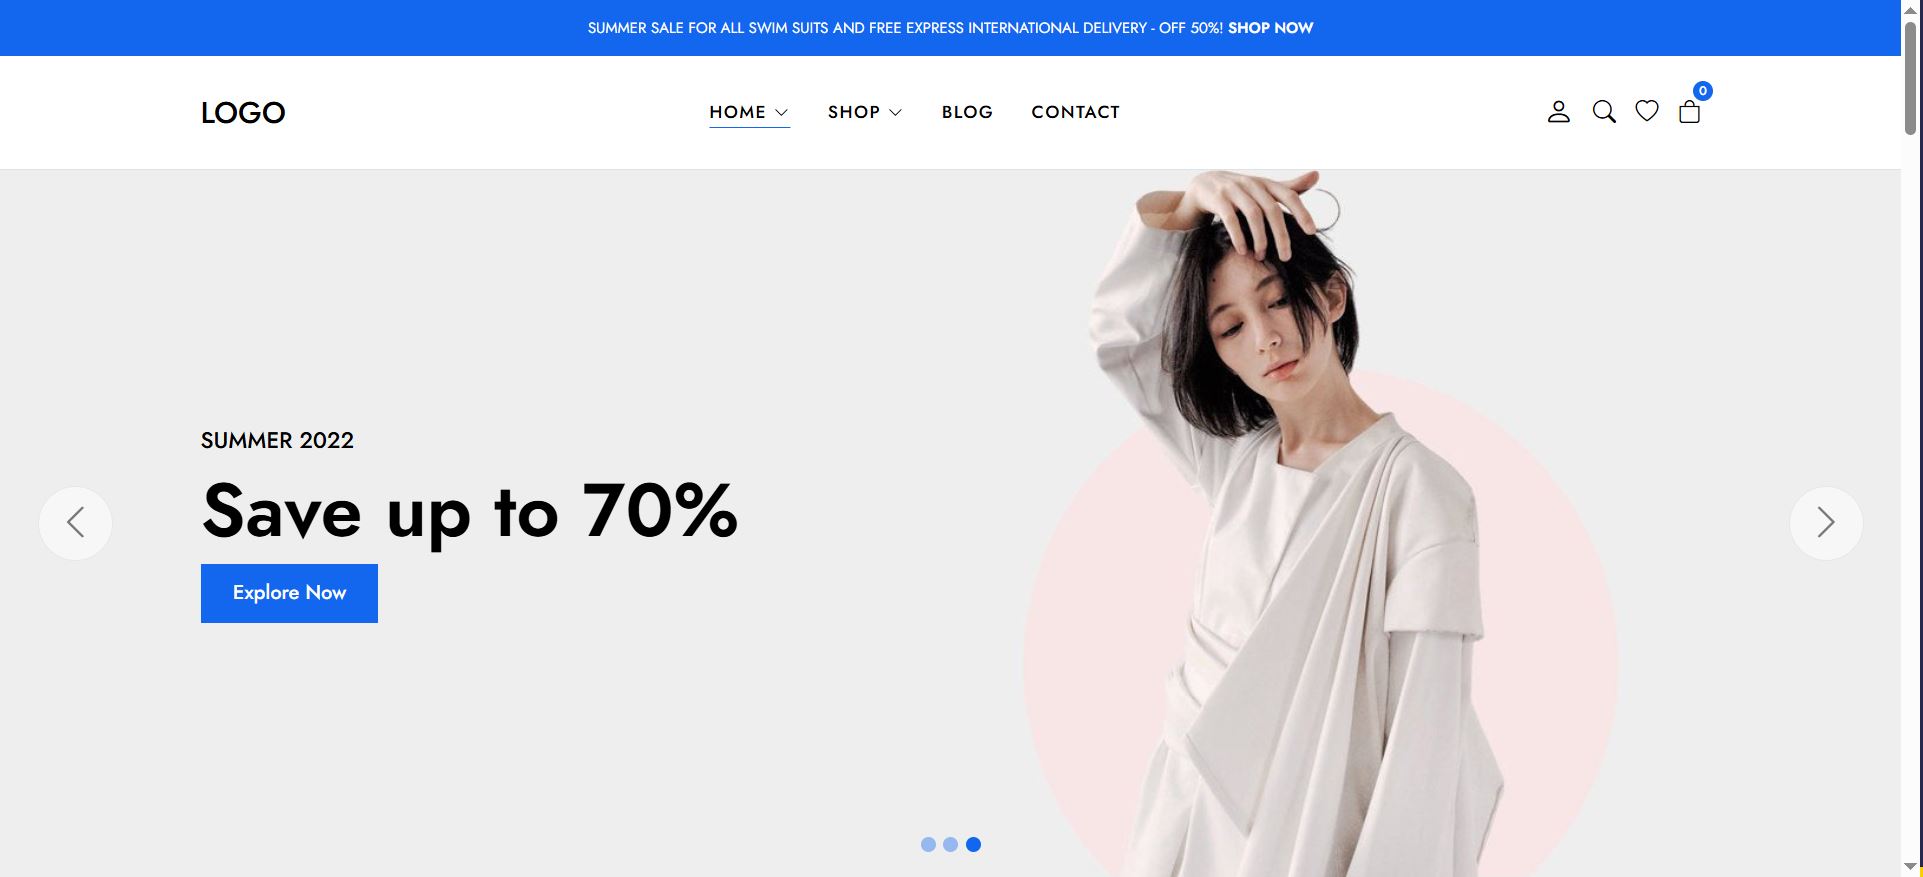 SUMMER SALE FOR ALL SWIM SUITS AND FREE EXPRESS INTERNATIONAL DELIVERY - OFF 50%! SHOP NOW
LOGO
HOME
SHOP
BLOG
CONTACT
0
SUMMER 2022
Save up to 70%
Explore Now